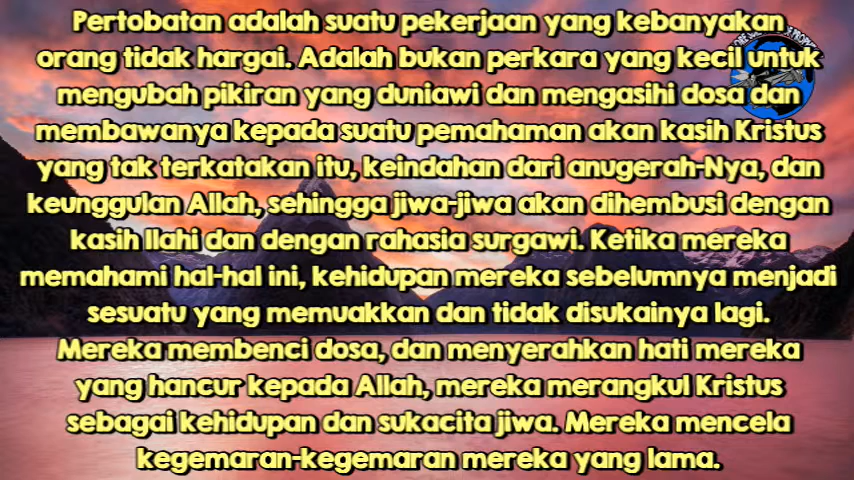 Pertobatan adalah suatu pekerjaan yang kebanyakan
orang tidak hargai. Adalah bukan perkara yang kecil untuk
mengubah pikiran yang duniawi dan mengasihi dosa dan
membawanya kepada suatu pemahaman akan kasih Kristus
yang tak terkatakan itu, keindahan dari anugerah-Nya, dan
keunggulan Allah, sehingga jiwa-jiwa akan dihembusi dengan
kasih Ilahi dan dengan rahasia surgawi. Ketika mereka
memahami hal-hal ini, kehidupan mereka sebelumnya menjadi
sesuatu yang memuakkan dan tidak disukainya lagi.
Mereka membenci dosa, dan menyerahkan hati mereka
yang hancur kepada Allah, mereka merangkul Kristus
sebagai kehidupan dan sukacita jiwa. Mereka mencela
kegemaran-kegemaran mereka yang lama.